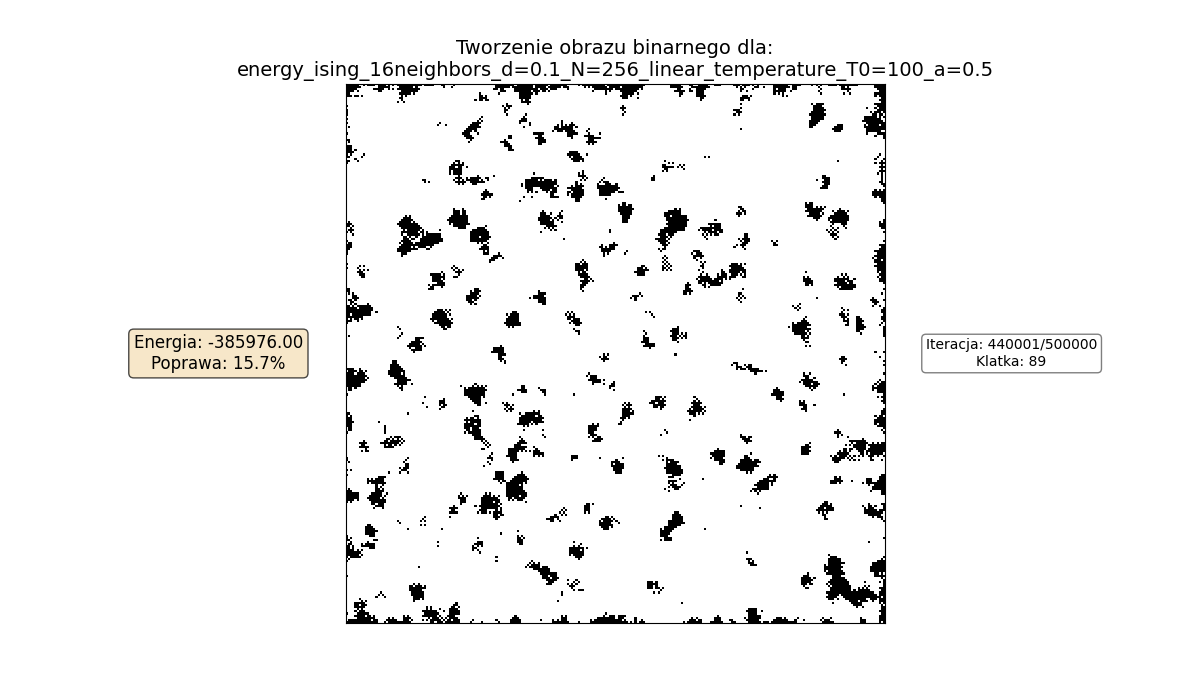 Tworzenie obrazu binarnego dla:
energy_ising_16neighbors_d=0.1_N=256_linear_temperature_T0=100_a=0.5
Energia: -385976.00
Poprawa: 15.7%
Iteracja: 440001/500000
Klatka: 89